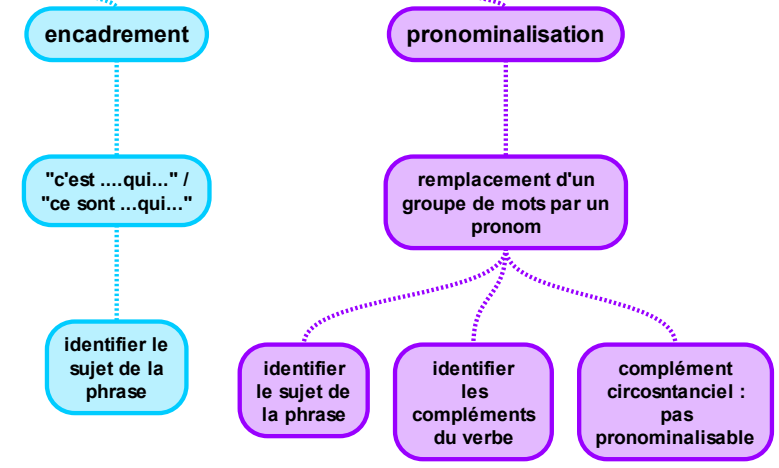 encadrement
"c'est ....qui..." /
"ce sont ...qui..."
identifier le
sujet de la
phrase
pronominalisation
remplacement d'un
groupe de mots par un
pronom
identifier
le sujet de
la phrase
identifier
les
compléments
du verbe
complément
circosntanciel :
pas
pronominalisable